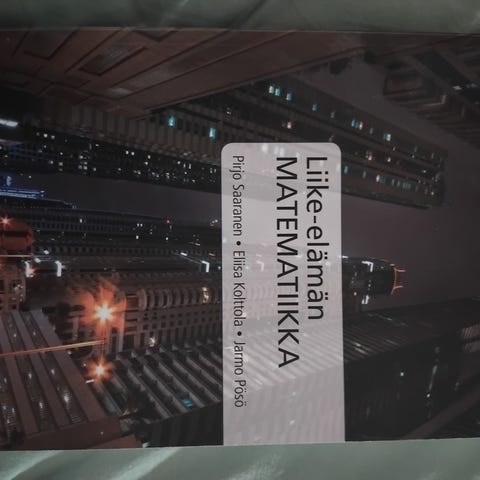 Liike-elämän
MATEMATIIKKA
Pirjo Saaranen • Eliisa Kolttola • Jarmo Pösö